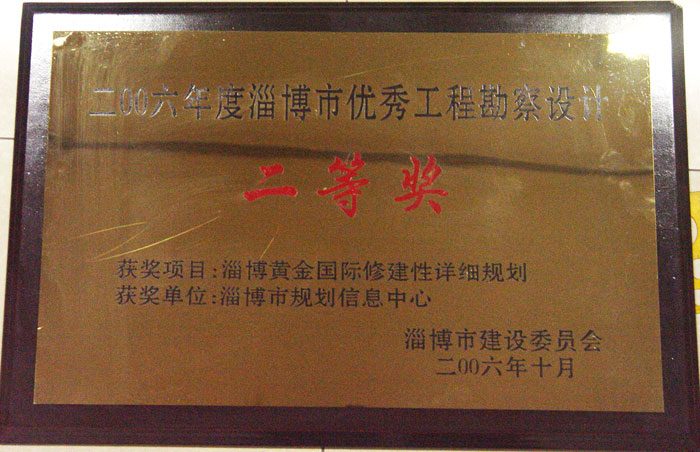 二00六年度淄博市优秀工程勘察设计
二等奖
获奖项目:淄博黄金国际修建性详细规划
获奖单位:淄博市规划信息中心
淄博市建设委员会
二00六年十月